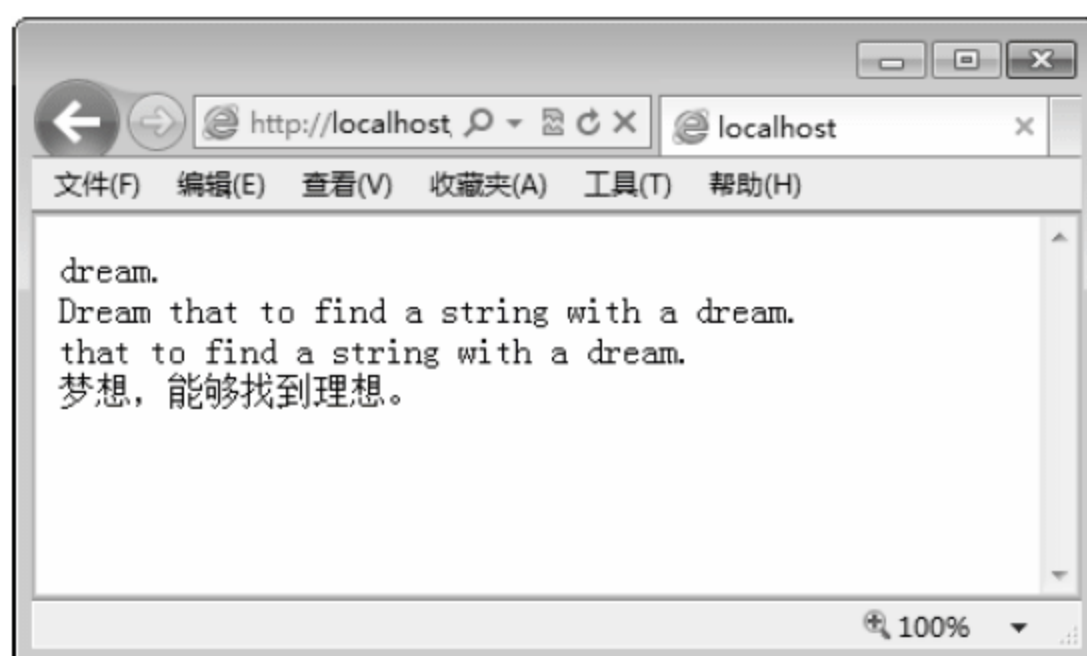 http://localhost
localhost
文件(F) 编辑(E) 查看(V) 收藏夹(A) 工具(T) 帮助(H)
dream.
Dream that to find a string with a dream.
that to find a string with a dream.
梦想，能够找到理想。
100%